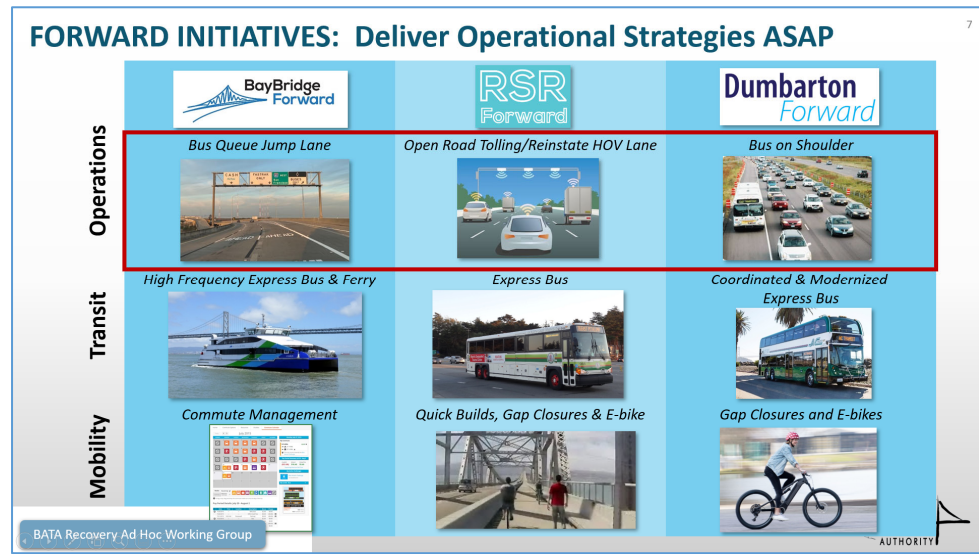 7
FORWARD INITIATIVES: Deliver Operational Strategies ASAP
BayBridge
Forward
RSR
Forward
Dumbarton
Forward
Operations
Bus Queue Jump Lane
Open Road Tolling/Reinstate HOV Lane
Bus on Shoulder
Transit
High Frequency Express Bus & Ferry
Express Bus
Coordinated & Modernized
Express Bus
Mobility
Commute Management
Quick Builds, Gap Closures & E-bike
Gap Closures and E-bikes
BATA Recovery Ad Hoc Working Group
AUTHORITY